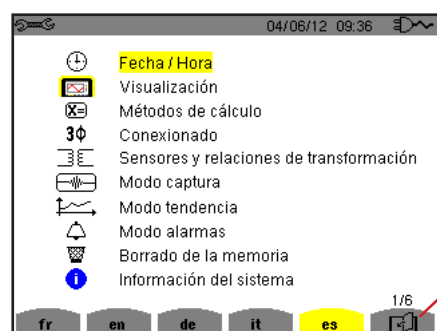 04/06/12 09:36
Fecha / Hora
Visualización
Métodos de cálculo
3Φ Conexionado
Sensores y relaciones de transformación
Modo captura
Modo tendencia
Modo alarmas
Borrado de la memoria
Información del sistema
1/6
fr en de it es